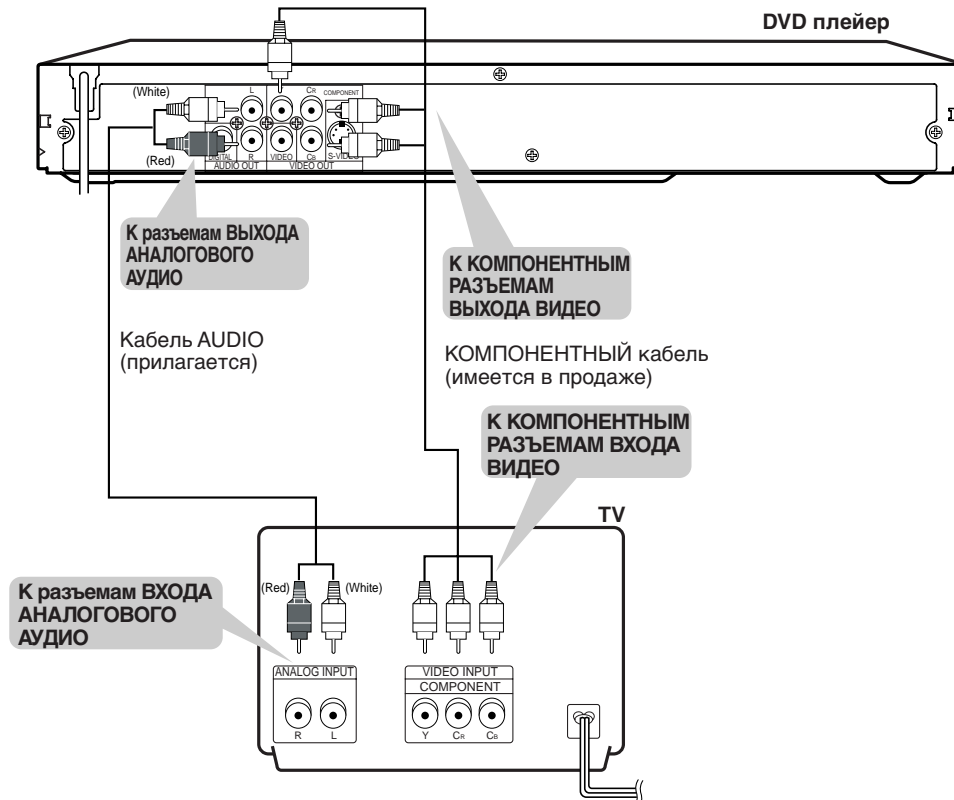 DVD плейер
(White)
L
CR
COMPONENT
(Red)
DIGITAL
R
VIDEO
CB
S-VIDEO
AUDIO OUT
VIDEO OUT
К разъемам ВЫХОДА
АНАЛОГОВОГО
АУДИО
К КОМПОНЕНТНЫМ
РАЗЪЕМАМ
ВЫХОДА ВИДЕО
Кабель AUDIO
(прилагается)
КОМПОНЕНТНЫЙ кабель
(имеется в продаже)
К КОМПОНЕНТНЫМ
РАЗЪЕМАМ ВХОДА
ВИДЕО
TV
К разъемам ВХОДА
АНАЛОГОВОГО
АУДИО
(Red)
(White)
ANALOG INPUT
R
L
VIDEO INPUT
COMPONENT
Y
CR
CB